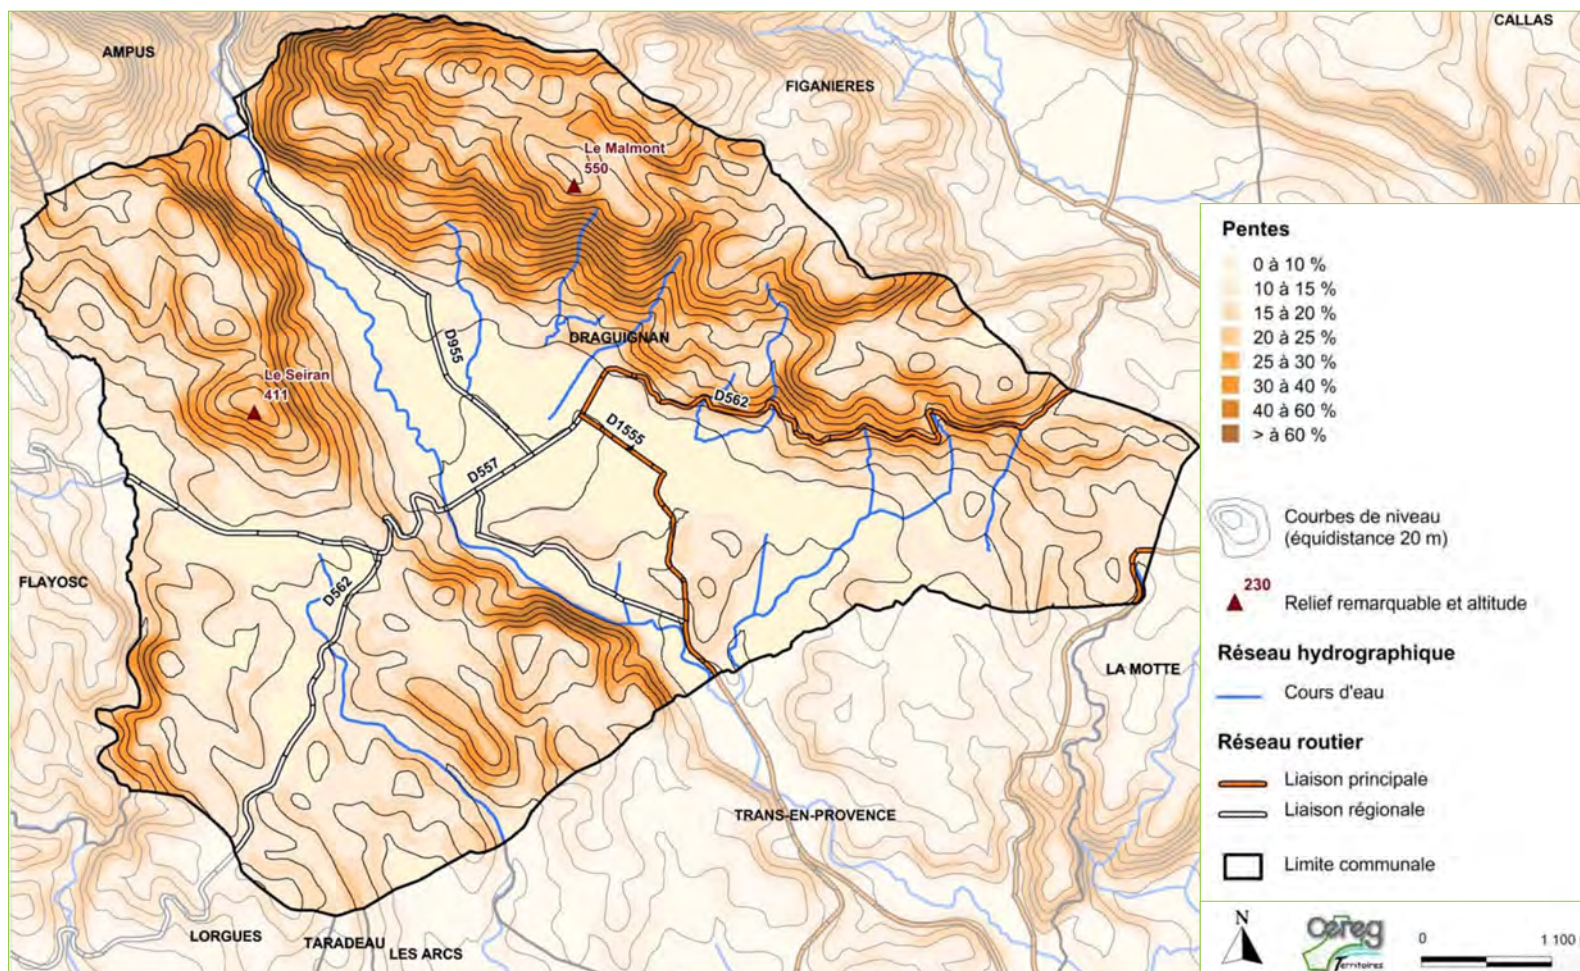 AMPUS
CALLAS
FIGANIERES
Le Malmont
550
DRAGUIGNAN
D955
Le Seiran
411
D562
D1555
D557
FLAYOSC
D562
LA MOTTE
TRANS-EN-PROVENCE
LORGUES
TARADEAU
LES ARCS
Pentes
0 à 10 %
10 à 15 %
15 à 20 %
20 à 25 %
25 à 30 %
30 à 40 %
40 à 60 %
> à 60 %
Courbes de niveau
(équidistance 20 m)
230
Relief remarquable et altitude
Réseau hydrographique
Cours d'eau
Réseau routier
Liaison principale
Liaison régionale
Limite communale
N
Cereg
Territoires
0
1 100